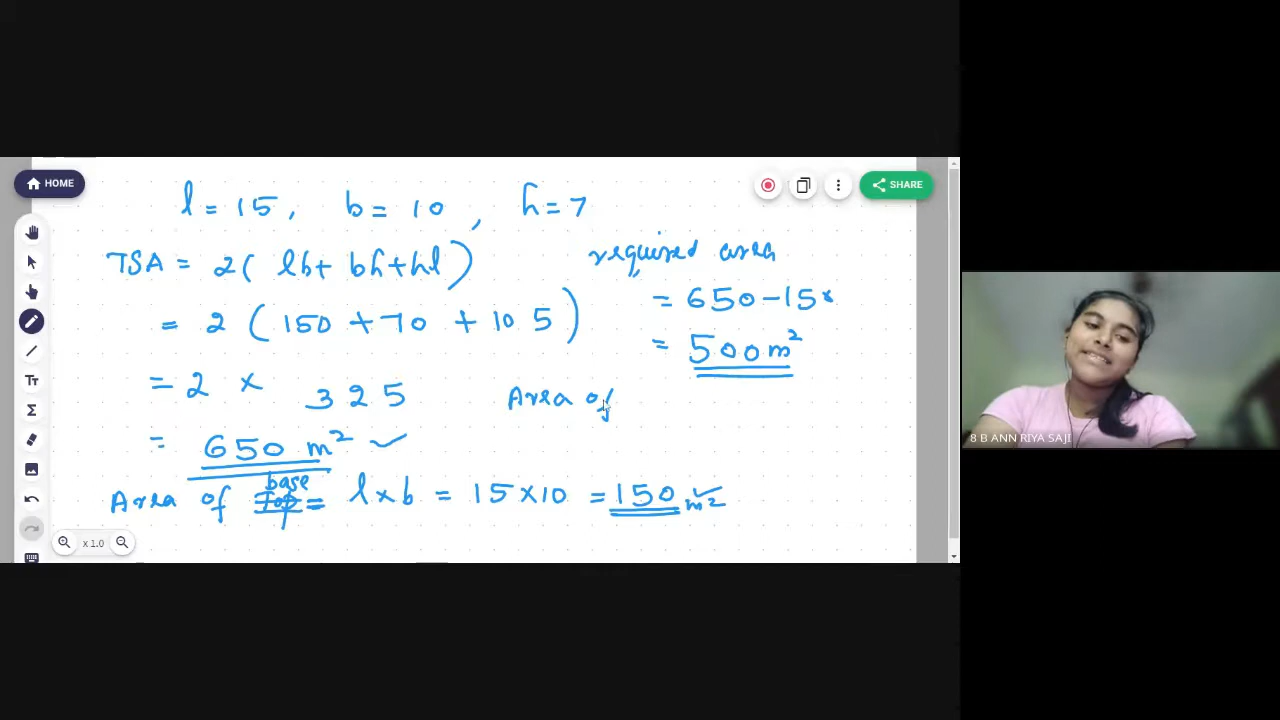 HOME
SHARE
l = 15, b = 10, h = 7
TSA = 2( lb+ bh+hl )
= 2 ( 150 + 70 + 105 )
= 2 × 325
= 650 m²
Area of base top = l × b = 15 × 10 = 150 m²
required area
= 650 - 15
= 500 m²
Area of
x 1.0
8 B ANN RIYA SAJI